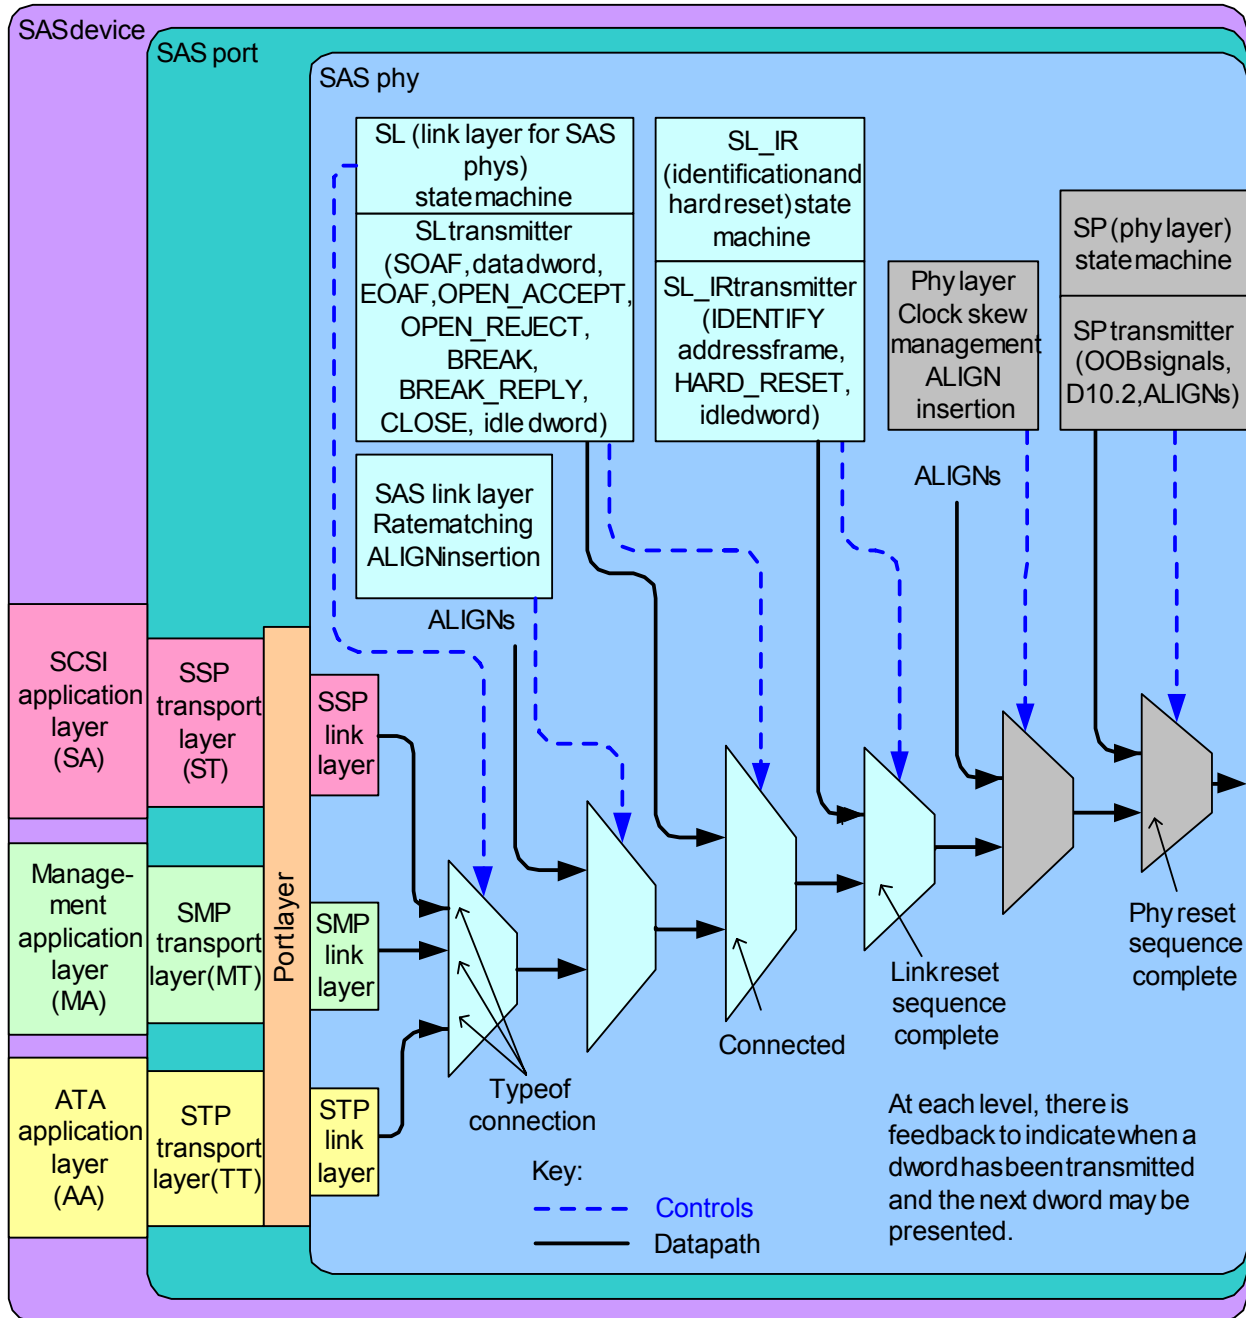 SAS device
SAS port
SAS phy
SL (link layer for SAS
phys)
state machine
SL transmitter
(SOAF, data dword,
EOAF, OPEN_ACCEPT,
OPEN_REJECT,
BREAK,
BREAK_REPLY,
CLOSE, idle dword)
SL_IR
(identification and
hard reset) state
machine
SL_IR transmitter
(IDENTIFY
address frame,
HARD_RESET,
idle dword)
Phy layer
Clock skew
management
ALIGN
insertion
SP (phy layer)
state machine
SP transmitter
(OOB signals,
D10.2, ALIGNs)
SAS link layer
Rate matching
ALIGN insertion
ALIGNs
ALIGNs
SCSI
application
layer
(SA)
SSP
transport
layer
(ST)
SSP
link
layer
Manage-
ment
application
layer
(MA)
SMP
transport
layer (MT)
Port layer
SMP
link
layer
ATA
application
layer
(AA)
STP
transport
layer (TT)
STP
link
layer
Type of
connection
Connected
Link reset
sequence
complete
Phy reset
sequence
complete
At each level, there is
feedback to indicate when a
dword has been transmitted
and the next dword may be
presented.
Key:
Controls
Datapath